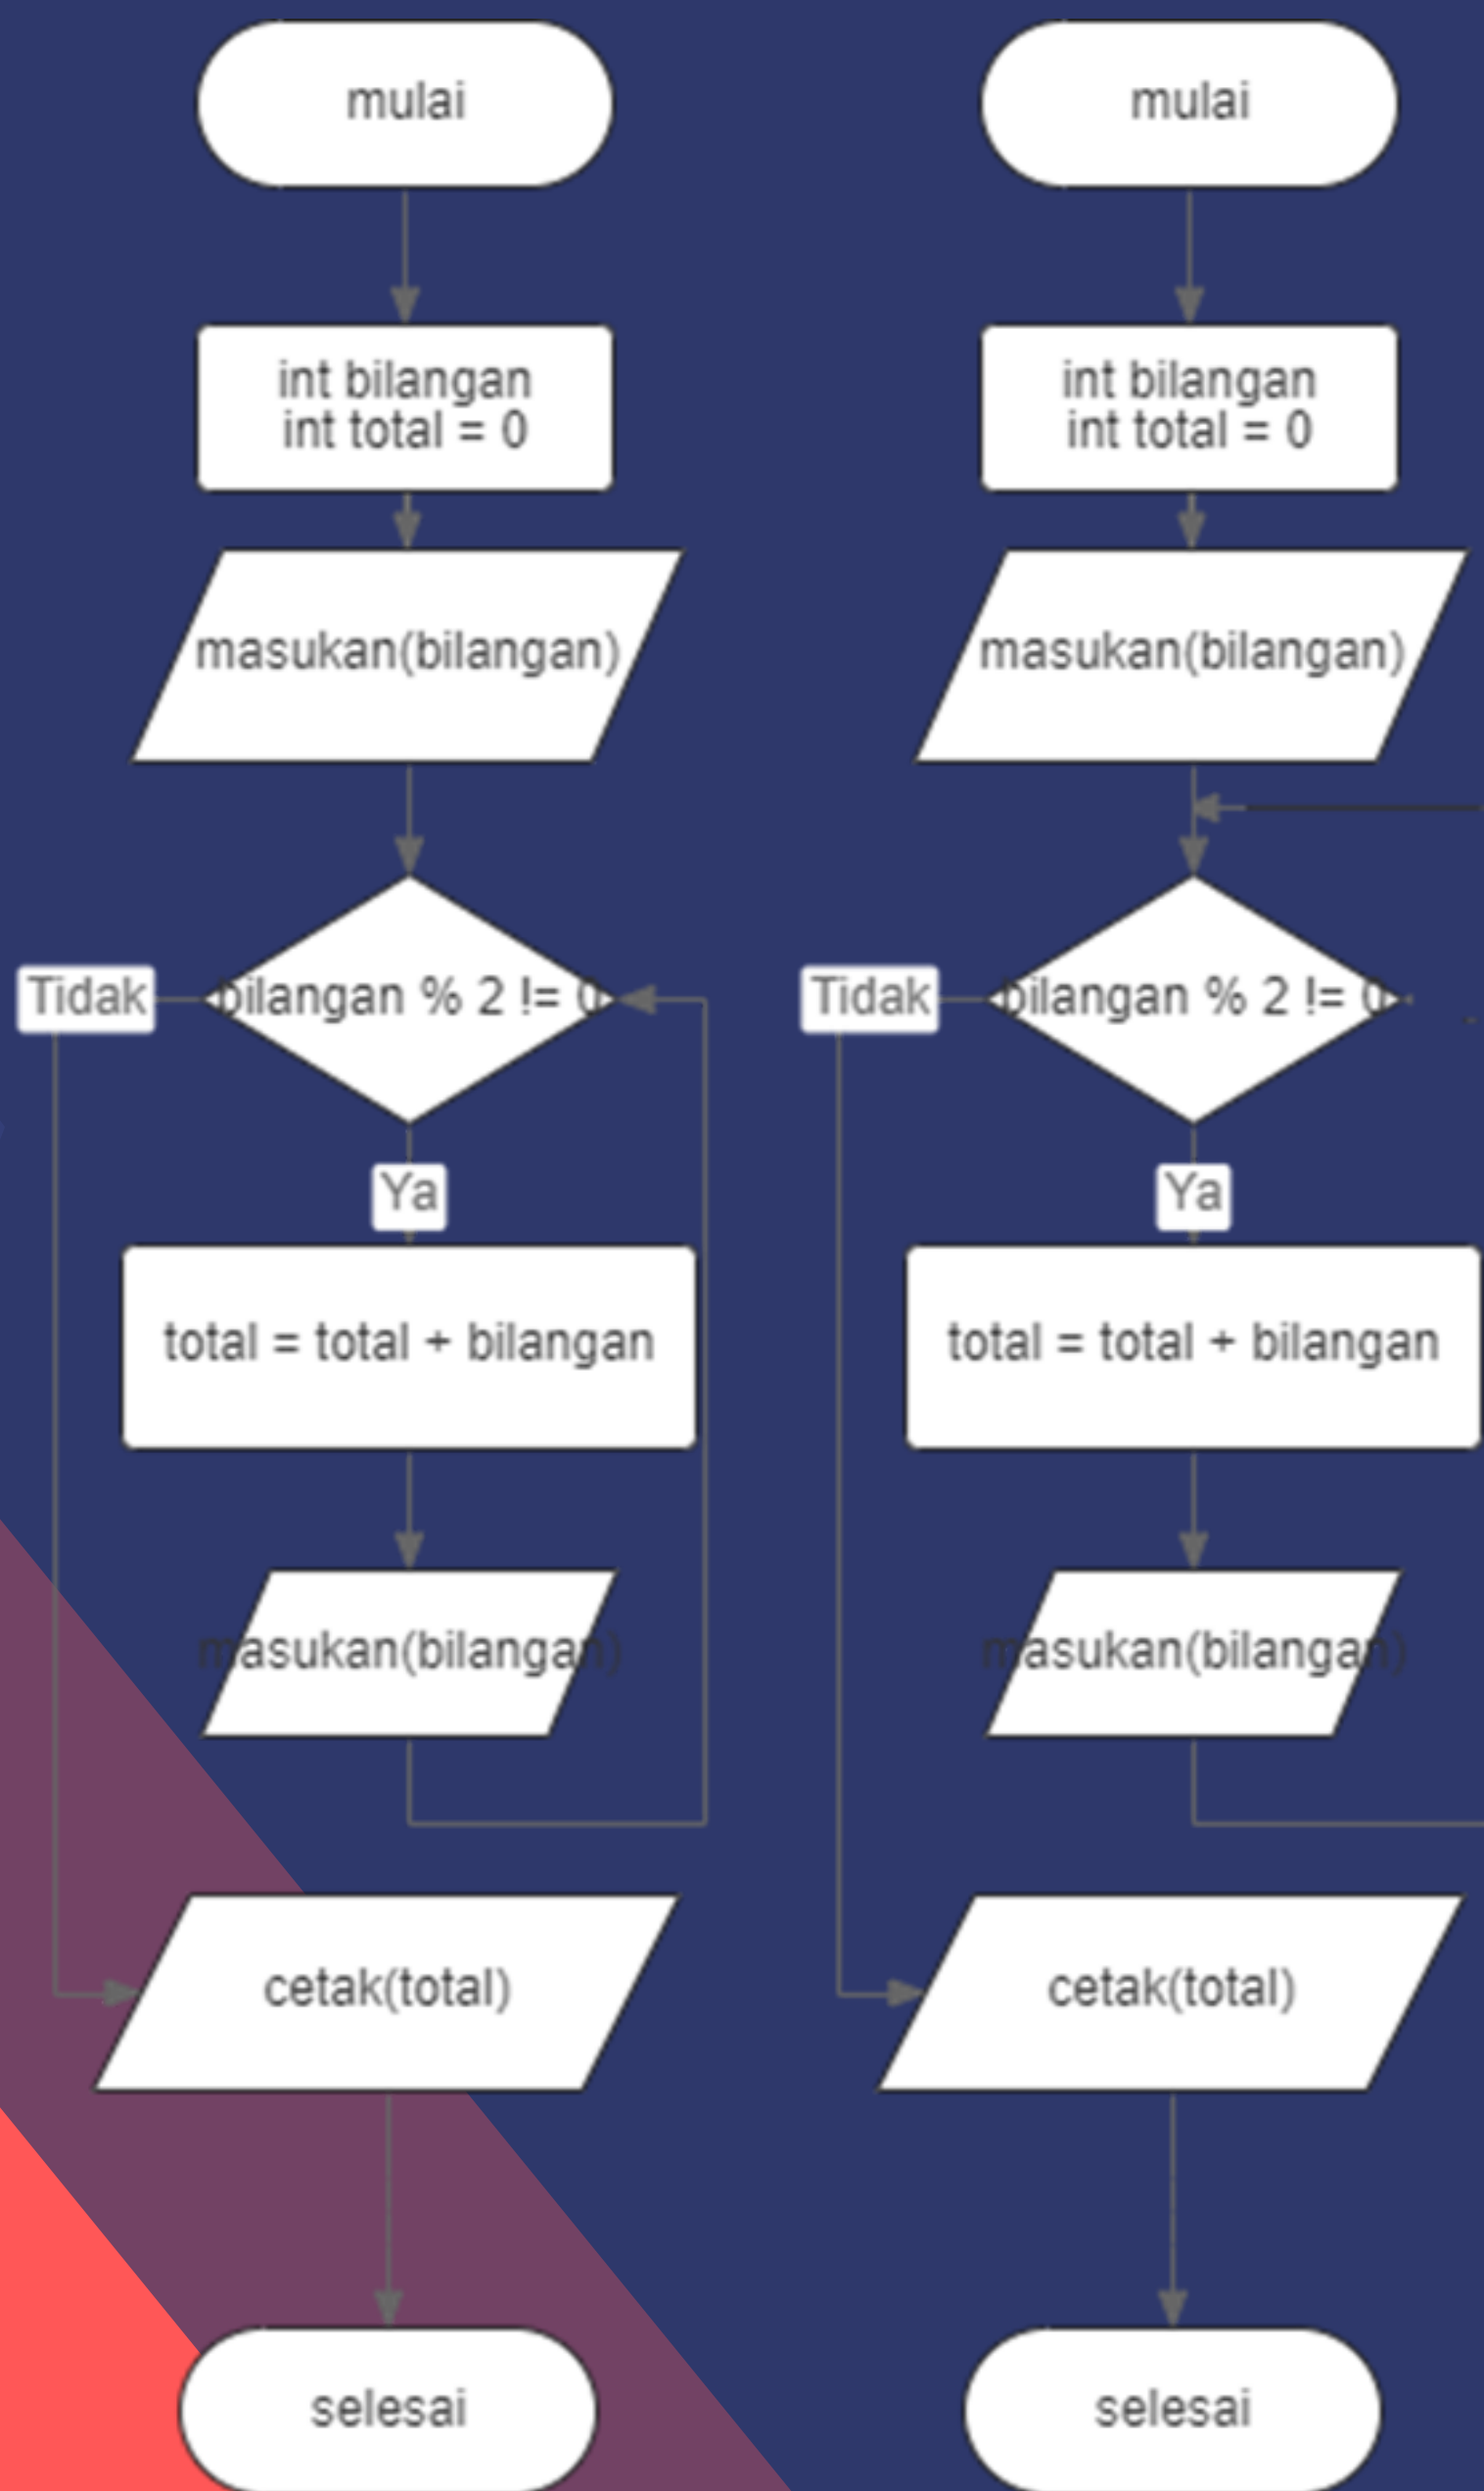 mulai
int bilangan
int total = 0
masukan(bilangan)
bilangan % 2 != 0
Tidak
Ya
total = total + bilangan
masukan(bilangan)
cetak(total)
selesai
mulai
int bilangan
int total = 0
masukan(bilangan)
bilangan % 2 != 0
Tidak
Ya
total = total + bilangan
masukan(bilangan)
cetak(total)
selesai